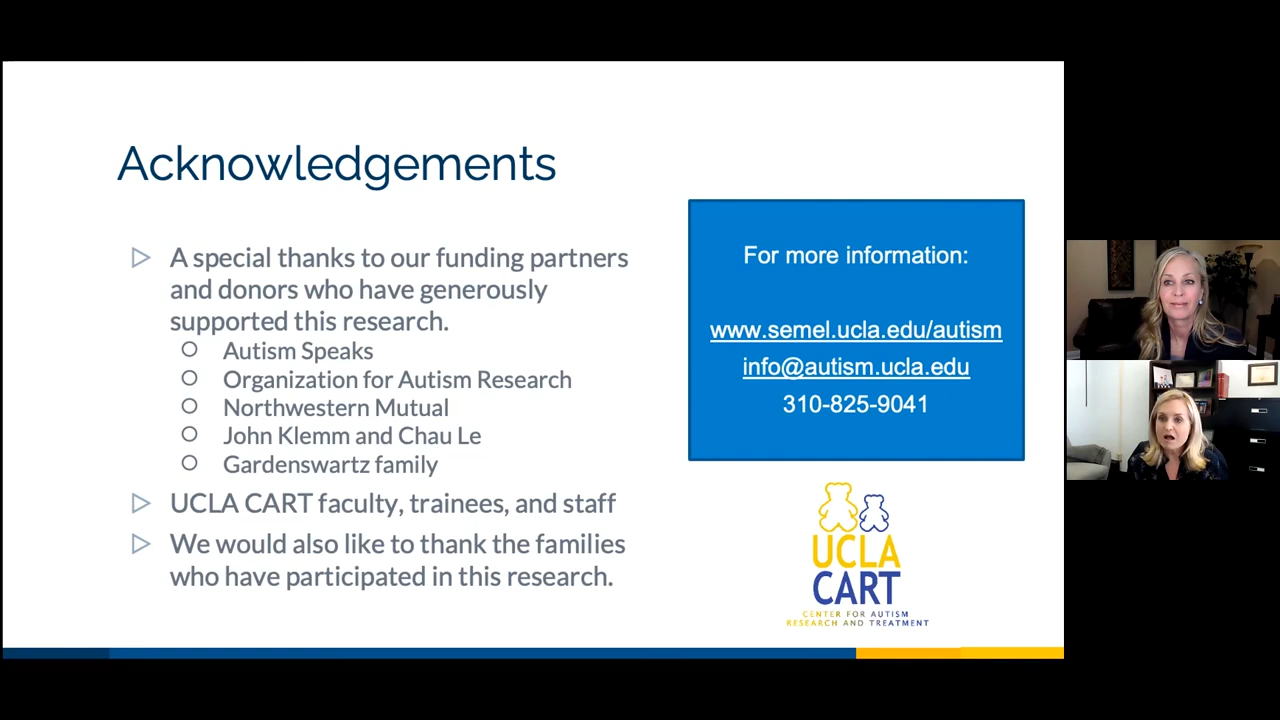 Acknowledgements
A special thanks to our funding partners
and donors who have generously
supported this research.
Autism Speaks
Organization for Autism Research
Northwestern Mutual
John Klemm and Chau Le
Gardenswartz family
UCLA CART faculty, trainees, and staff
We would also like to thank the families
who have participated in this research.
For more information:
www.semel.ucla.edu/autism
info@autism.ucla.edu
310-825-9041
UCLA
CART
CENTER FOR AUTISM
RESEARCH AND TREATMENT